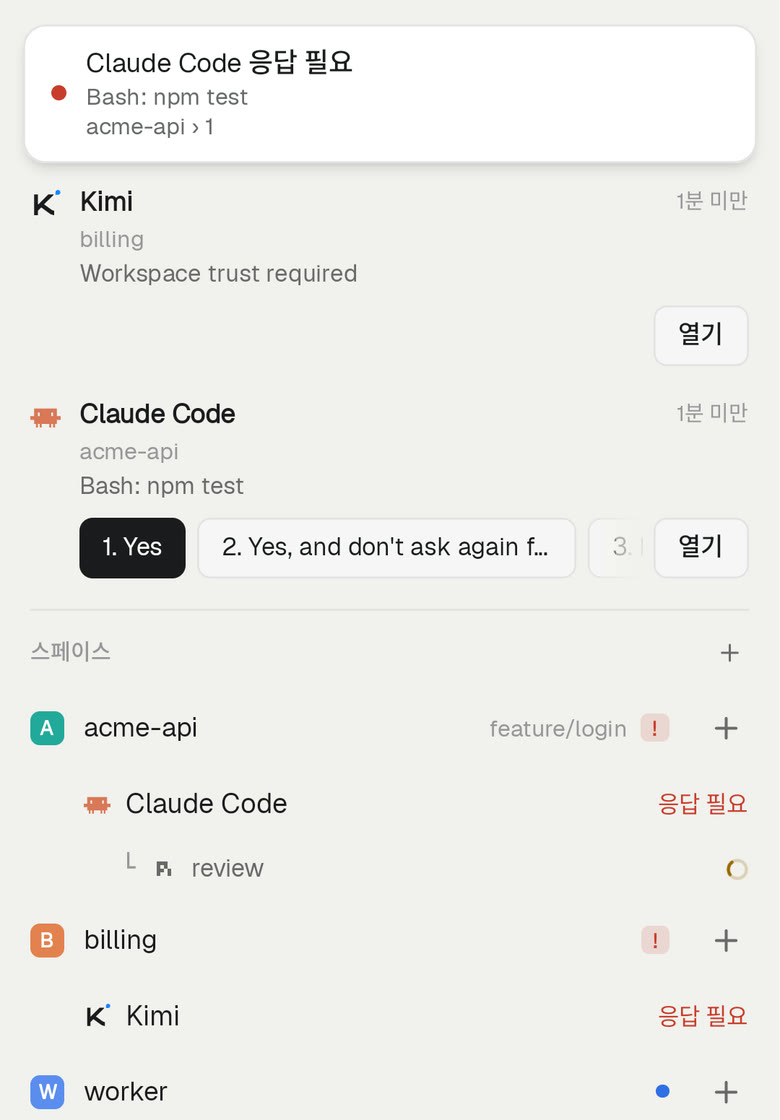 Claude Code 응답 필요
Bash: npm test
acme-api › 1
Kimi 1분 미만
billing
Workspace trust required
열기
Claude Code 1분 미만
acme-api
Bash: npm test
1. Yes 2. Yes, and don't ask again f... 3. 열기
스페이스 +
A acme-api feature/login ! +
Claude Code 응답 필요
└ review
B billing ! +
Kimi 응답 필요
W worker +